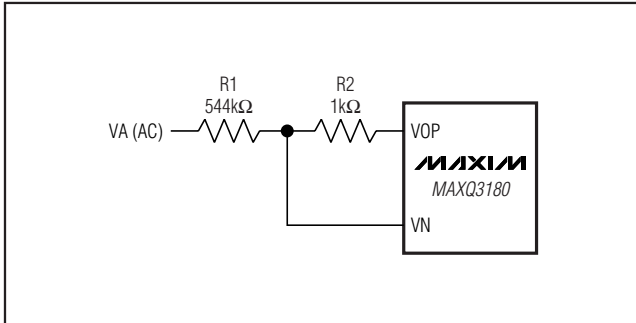 R1
544kΩ
R2
1kΩ
VA (AC)
VOP
MAXIM
MAXQ3180
VN